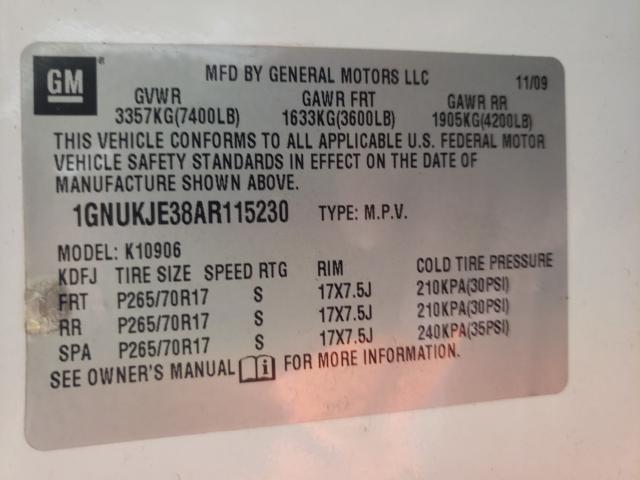 GM®
MFD BY GENERAL MOTORS LLC 11/09
GVWR GAWR FRT GAWR RR
3357KG(7400LB) 1633KG(3600LB) 1905KG(4200LB)
THIS VEHICLE CONFORMS TO ALL APPLICABLE U.S. FEDERAL MOTOR
VEHICLE SAFETY STANDARDS IN EFFECT ON THE DATE OF
MANUFACTURE SHOWN ABOVE.
1GNUKJE38AR115230 TYPE: M.P.V.
MODEL: K10906
KDFJ TIRE SIZE SPEED RTG RIM COLD TIRE PRESSURE
FRT P265/70R17 S 17X7.5J 210KPA(30PSI)
RR P265/70R17 S 17X7.5J 210KPA(30PSI)
SPA P265/70R17 S 17X7.5J 240KPA(35PSI)
SEE OWNER'S MANUAL FOR MORE INFORMATION.